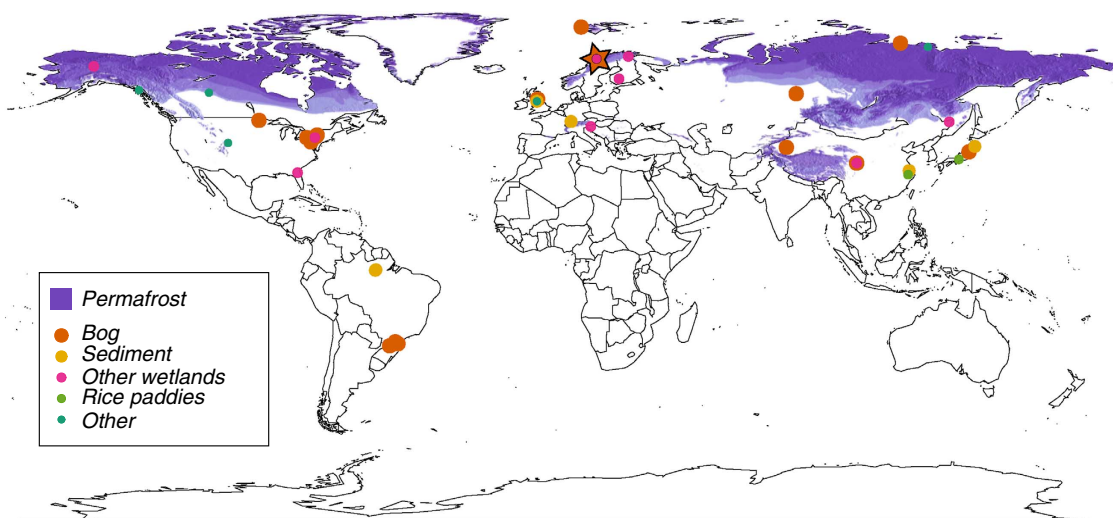 Permafrost
Bog
Sediment
Other wetlands
Rice paddies
Other